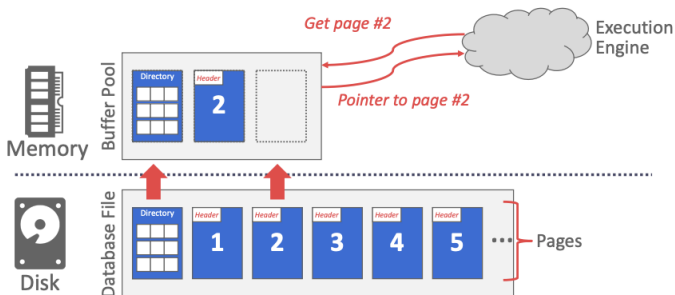 Get page #2
Execution
Engine
Buffer Pool
Directory
Header
2
Pointer to page #2
Memory
Database File
Directory
Header
1
Header
2
Header
3
Header
4
Header
5
...
Pages
Disk